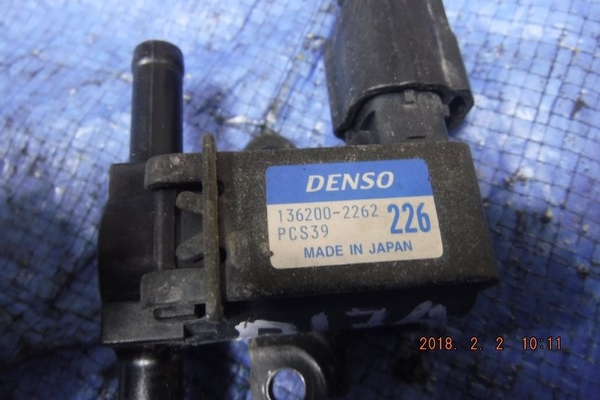 DENSO
136200-2262
PCS39
226
MADE IN JAPAN
2018. 2. 2 10:11